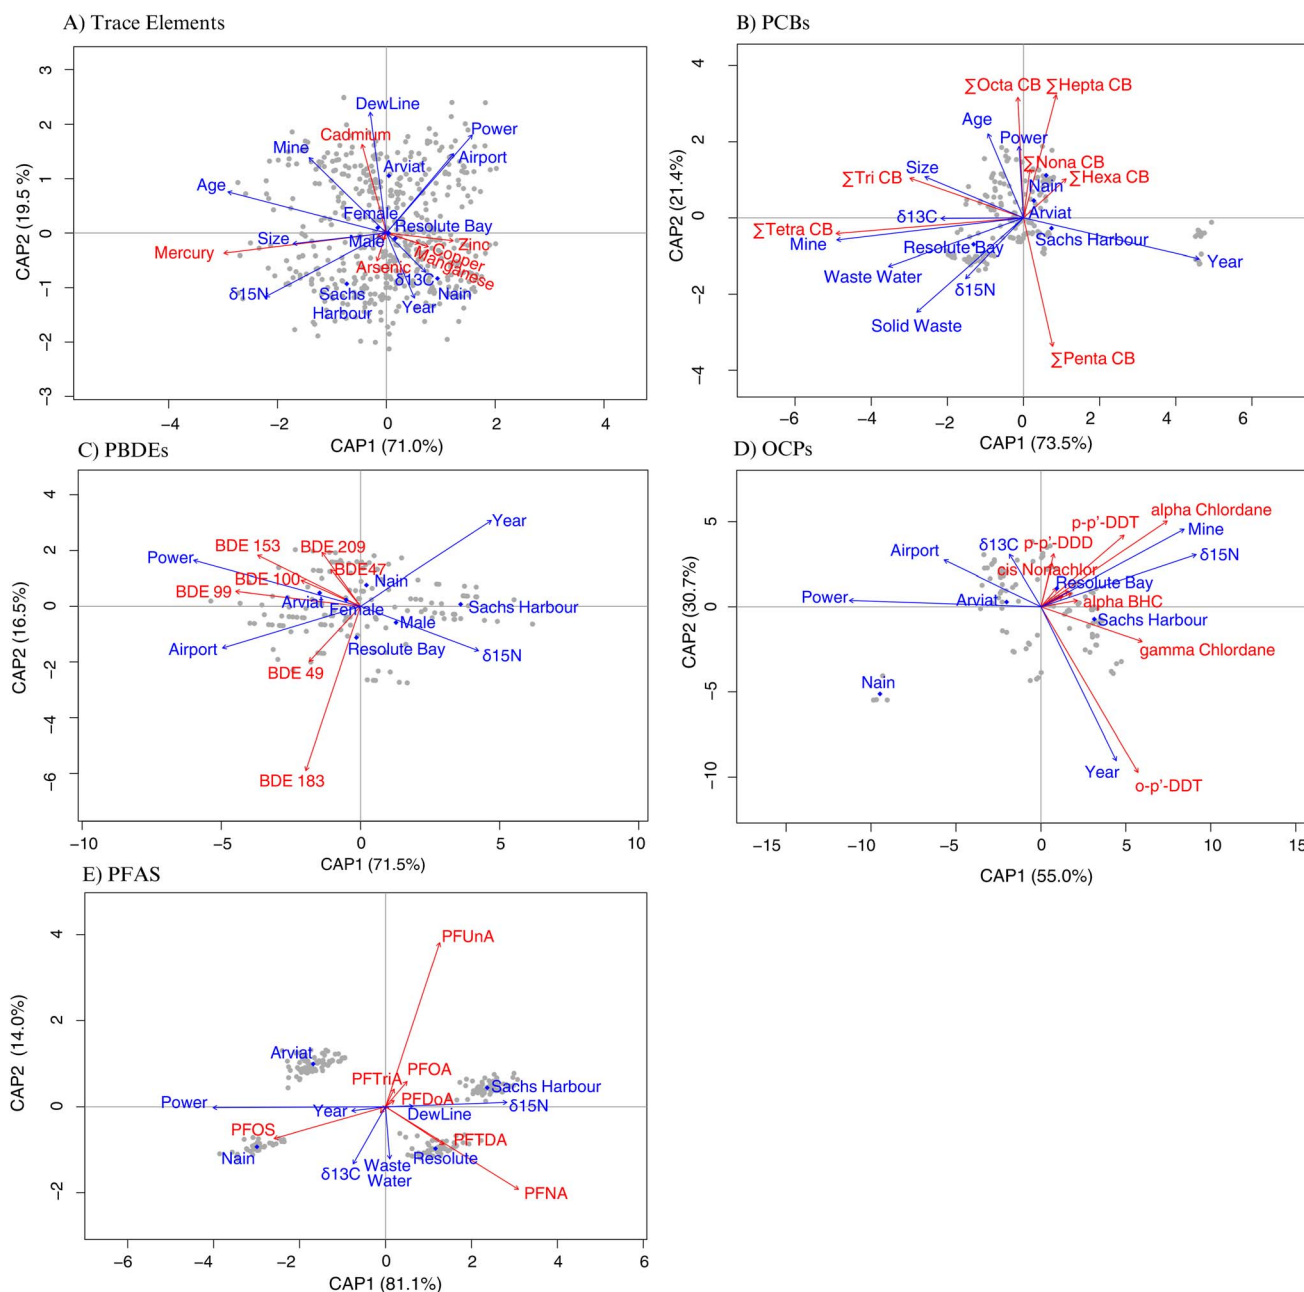 A) Trace Elements
3
2
1
0
−1
−2
−3
CAP2 (19.5 %)
DewLine
Power
Cadmium
Mine
Airport
Arviat
Age
Female
Resolute Bay
Size
Male
Zinc
Mercury
Copper
Arsenic
Manganese
δ13C
δ15N
Sachs
Harbour
Nain
Year
−4
−2
0
2
4
CAP1 (71.0%)
B) PCBs
4
2
0
−2
−4
CAP2 (21.4%)
∑Octa CB
∑Hepta CB
Age
Power
Size
∑Nona CB
∑Tri CB
∑Hexa CB
Nain
δ13C
Arviat
∑Tetra CB
Mine
Resolute Bay
Sachs Harbour
Year
Waste Water
δ15N
Solid Waste
∑Penta CB
−6
−4
−2
0
2
4
6
CAP1 (73.5%)
C) PBDEs
4
2
0
−2
−4
−6
CAP2 (16.5%)
Year
Power
BDE 153
BDE 209
BDE47
BDE 100
Nain
BDE 99
Arviat
Female
Sachs Harbour
Male
Airport
Resolute Bay
δ15N
BDE 49
BDE 183
−10
−5
0
5
10
CAP1 (71.5%)
D) OCPs
5
0
−5
−10
CAP2 (30.7%)
alpha Chlordane
p-p’-DDT
Mine
Airport
δ13C
p-p’-DDD
δ15N
cis Nonachlor
Resolute Bay
Power
Arviat
alpha BHC
Sachs Harbour
gamma Chlordane
Nain
Year
o-p’-DDT
−15
−10
−5
0
5
10
15
CAP1 (55.0%)
E) PFAS
4
2
0
−2
CAP2 (14.0%)
PFUnA
Arviat
PFOA
PFTriA
Sachs Harbour
Power
PFDoA
δ15N
Year
DewLine
PFOS
PFTDA
Nain
δ13C
Waste
Water
Resolute
PFNA
−6
−4
−2
0
2
4
6
CAP1 (81.1%)